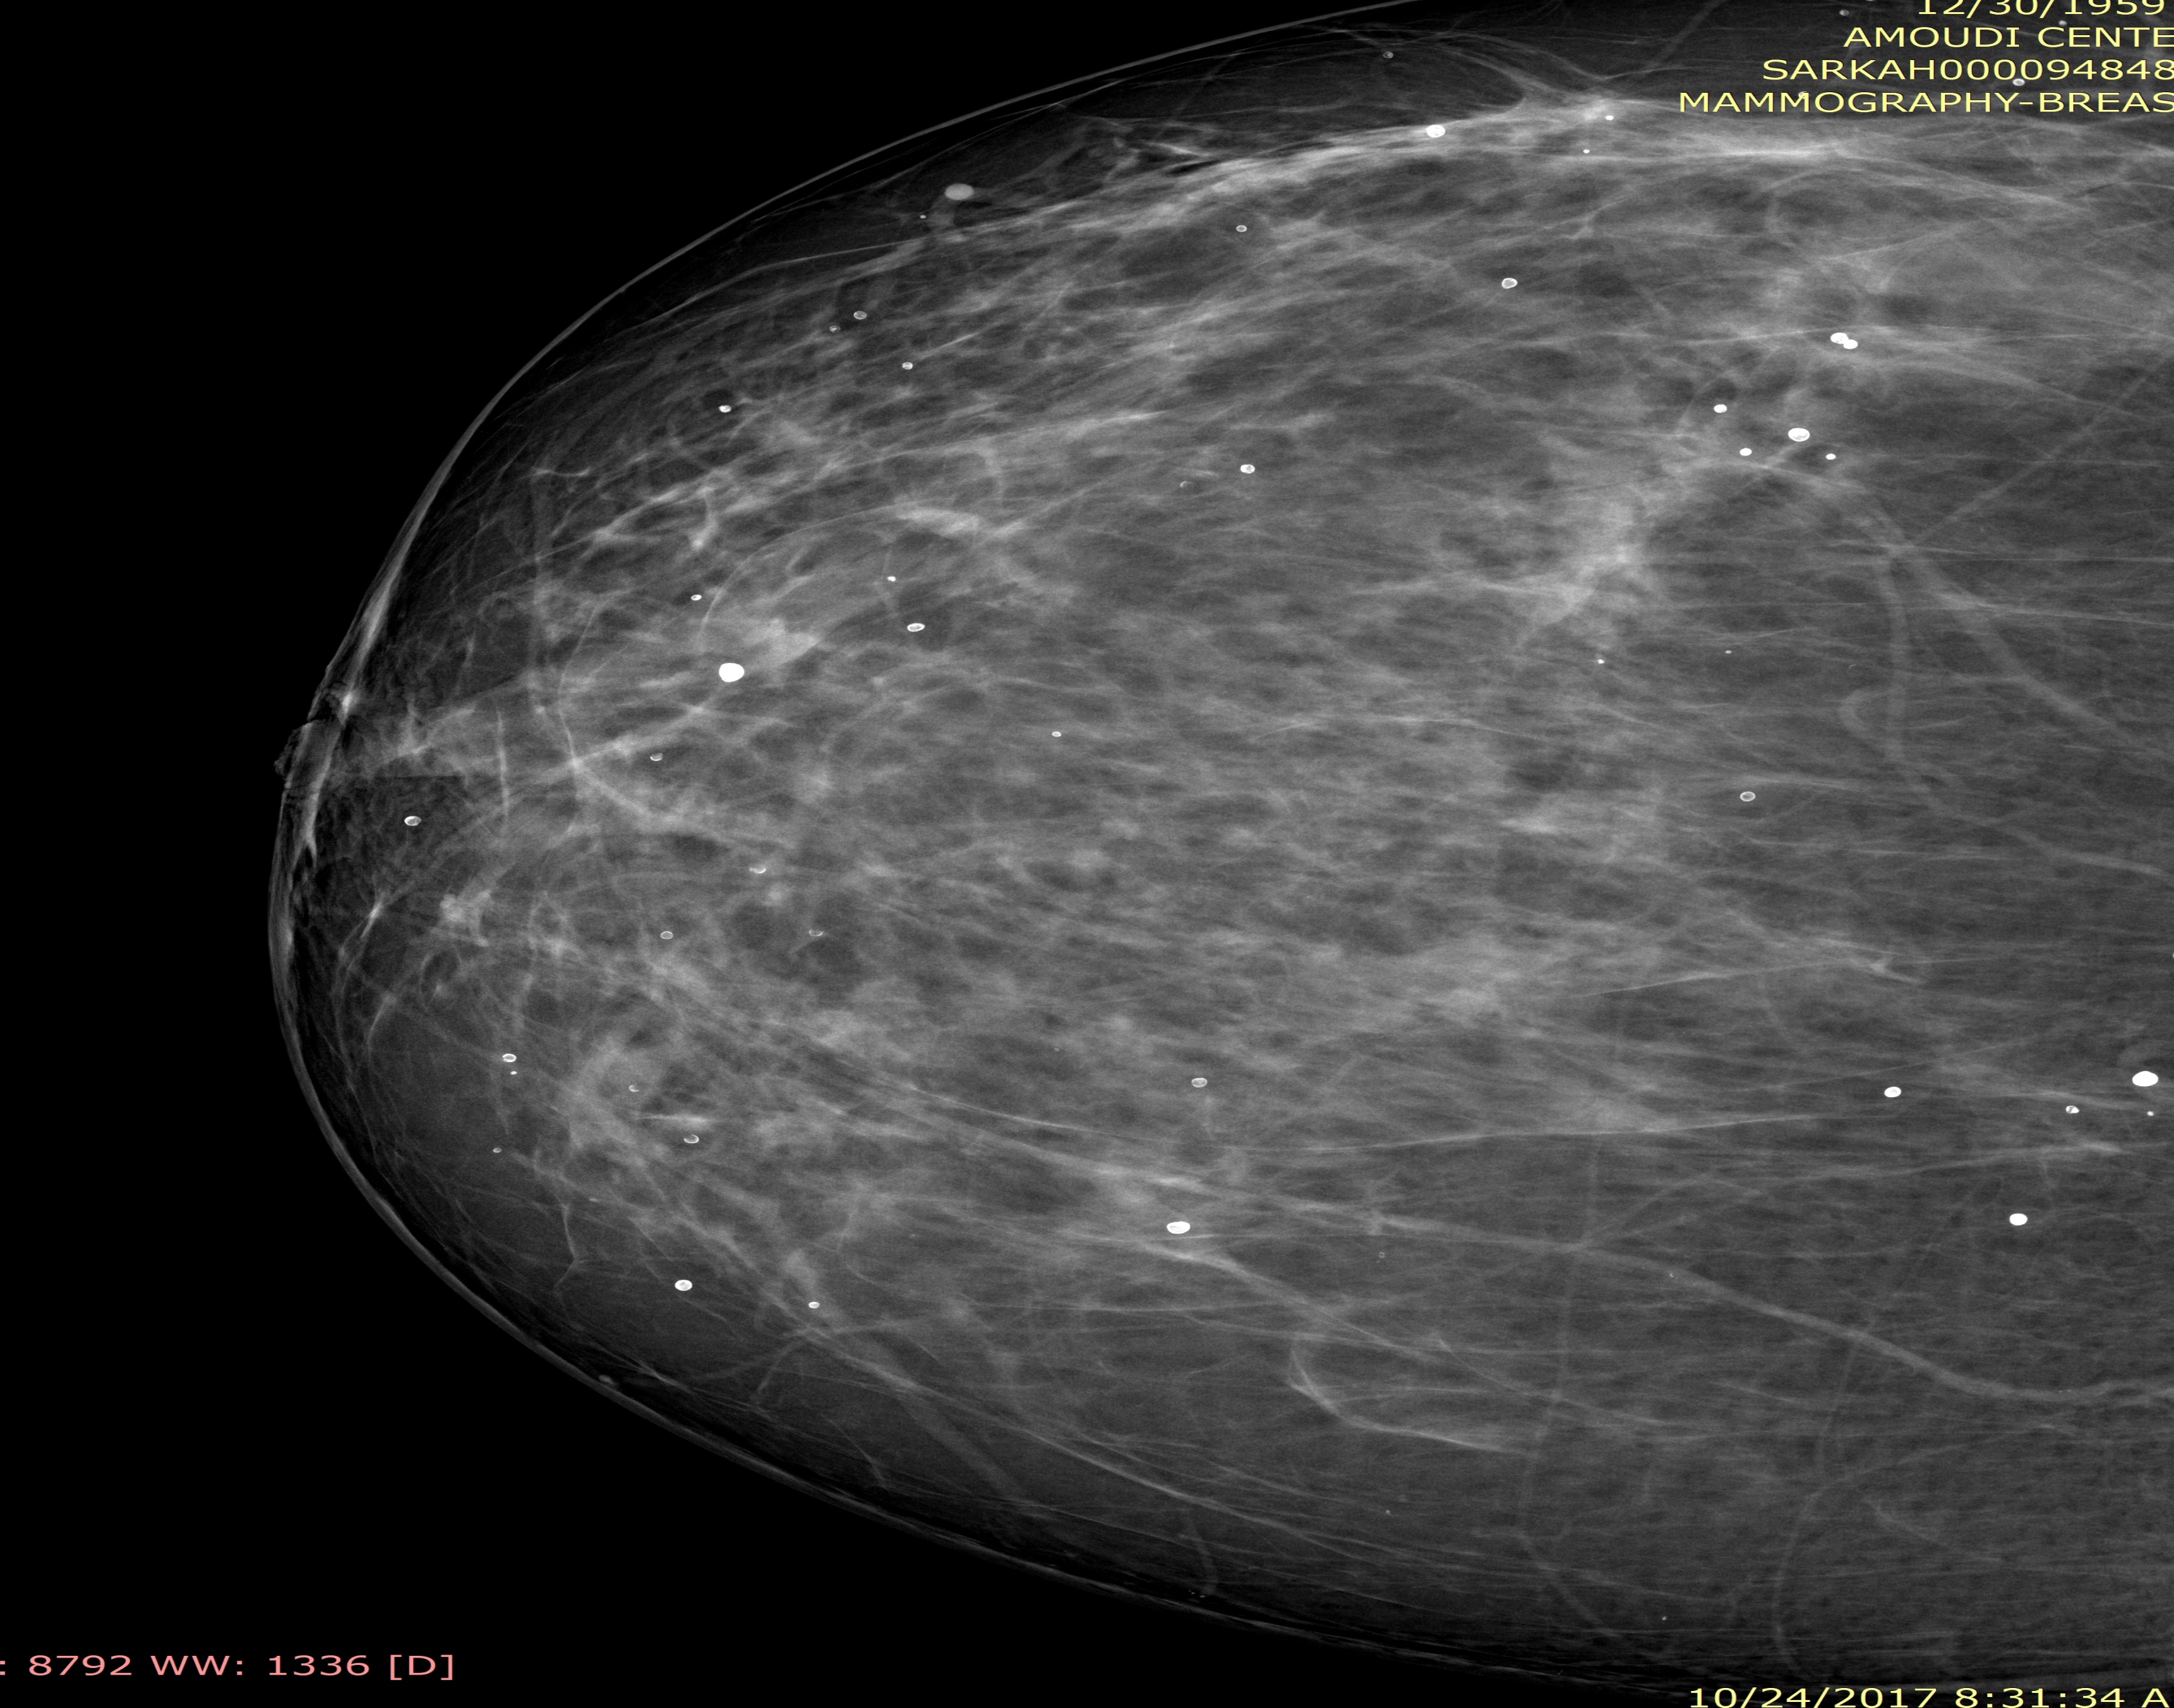 12/30/1959
AMOUDI CENTE
SARKAH000094848
MAMMOGRAPHY-BREAS
: 8792 WW: 1336 [D]
10/24/2017 8:31:34 A